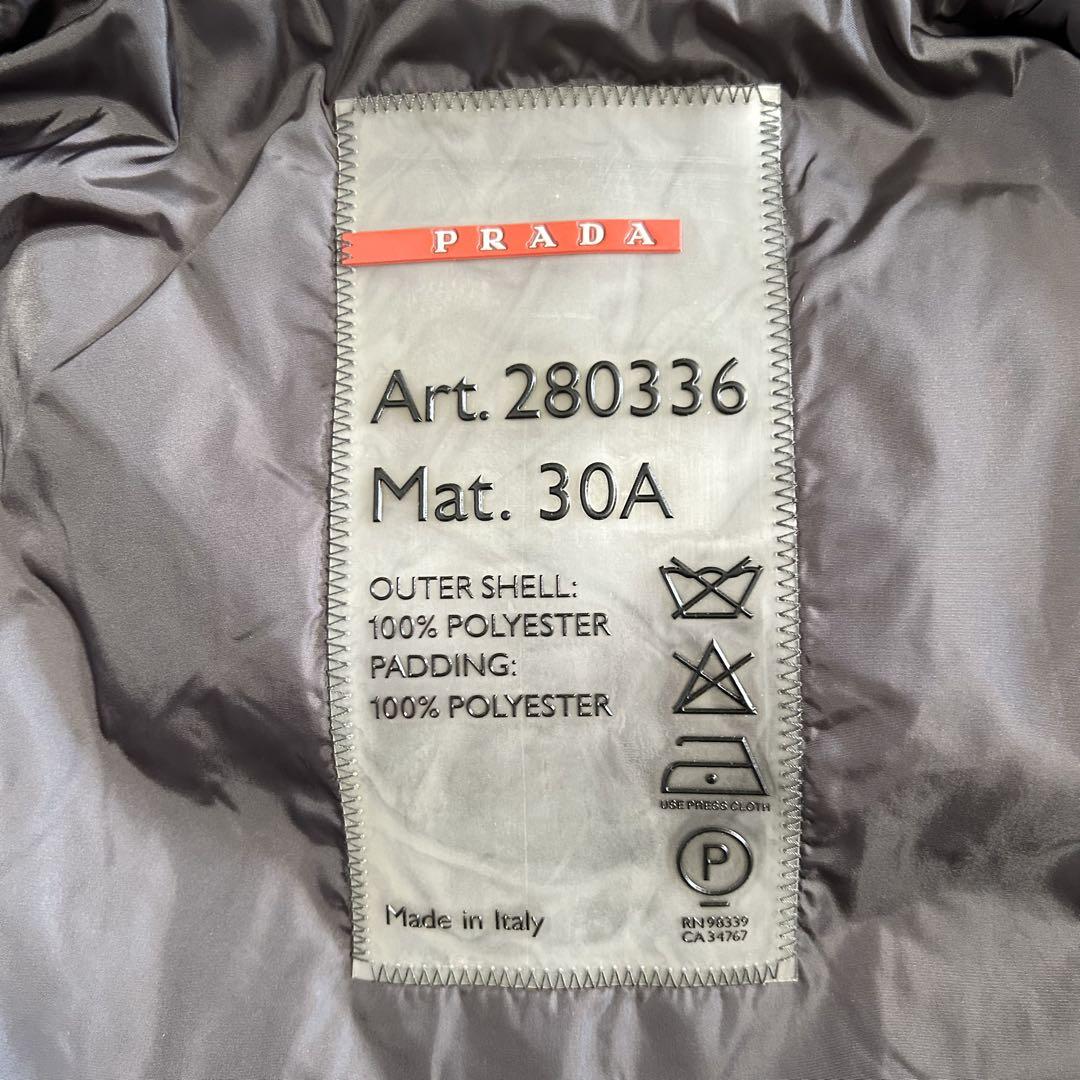 PRADA
Art. 280336
Mat. 30A
OUTER SHELL:
100% POLYESTER
PADDING:
100% POLYESTER
USE PRESS CLOTH
P
Made in Italy
RN 98339
CA 34767